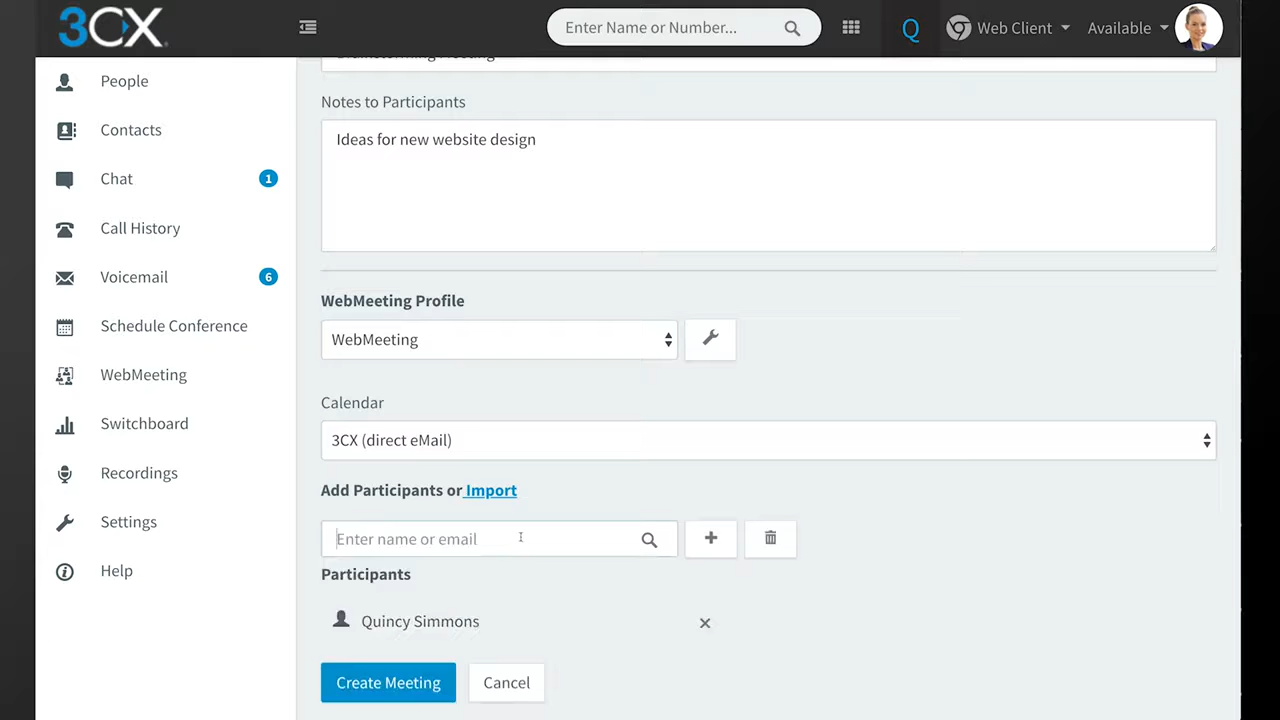 3CX
Enter Name or Number...
Q
Web Client
Available
People
Contacts
Chat
1
Call History
Voicemail
6
Schedule Conference
WebMeeting
Switchboard
Recordings
Settings
Help
Brainstorming Meeting
Notes to Participants
Ideas for new website design
WebMeeting Profile
WebMeeting
Calendar
3CX (direct eMail)
Add Participants or Import
Enter name or email
Participants
Quincy Simmons
Create Meeting
Cancel